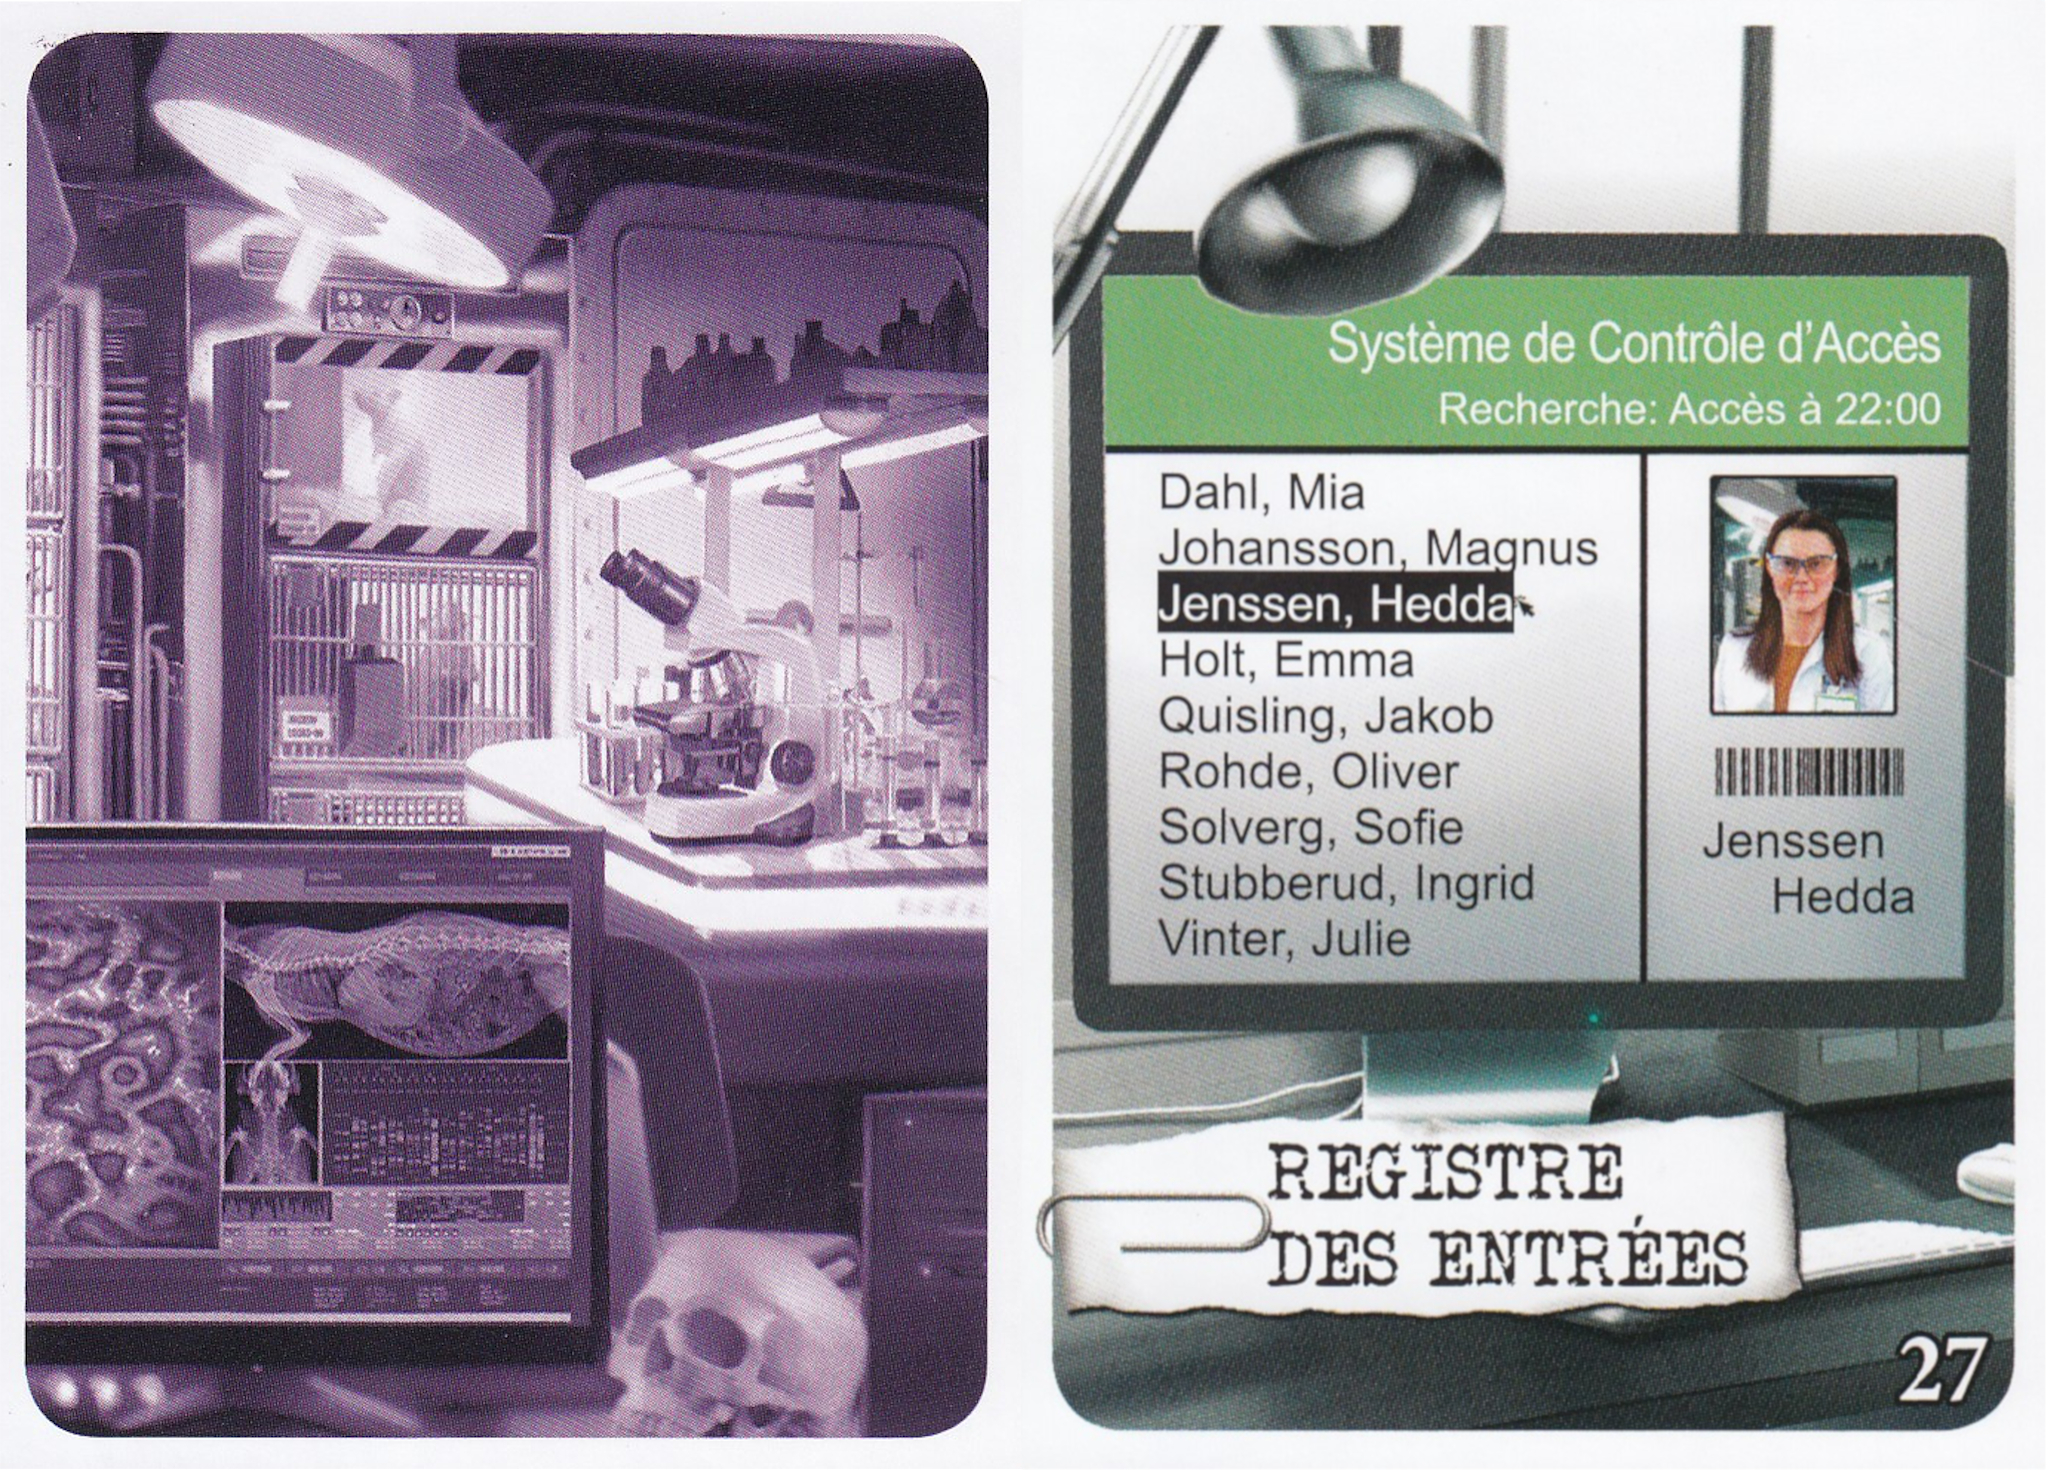 Système de Contrôle d'Accès
Recherche: Accès à 22:00
Dahl, Mia
Johansson, Magnus
Jenssen, Hedda
Holt, Emma
Quisling, Jakob
Rohde, Oliver
Solverg, Sofie
Stubberud, Ingrid
Vinter, Julie
Jenssen
Hedda
REGISTRE
DES ENTRÉES
27